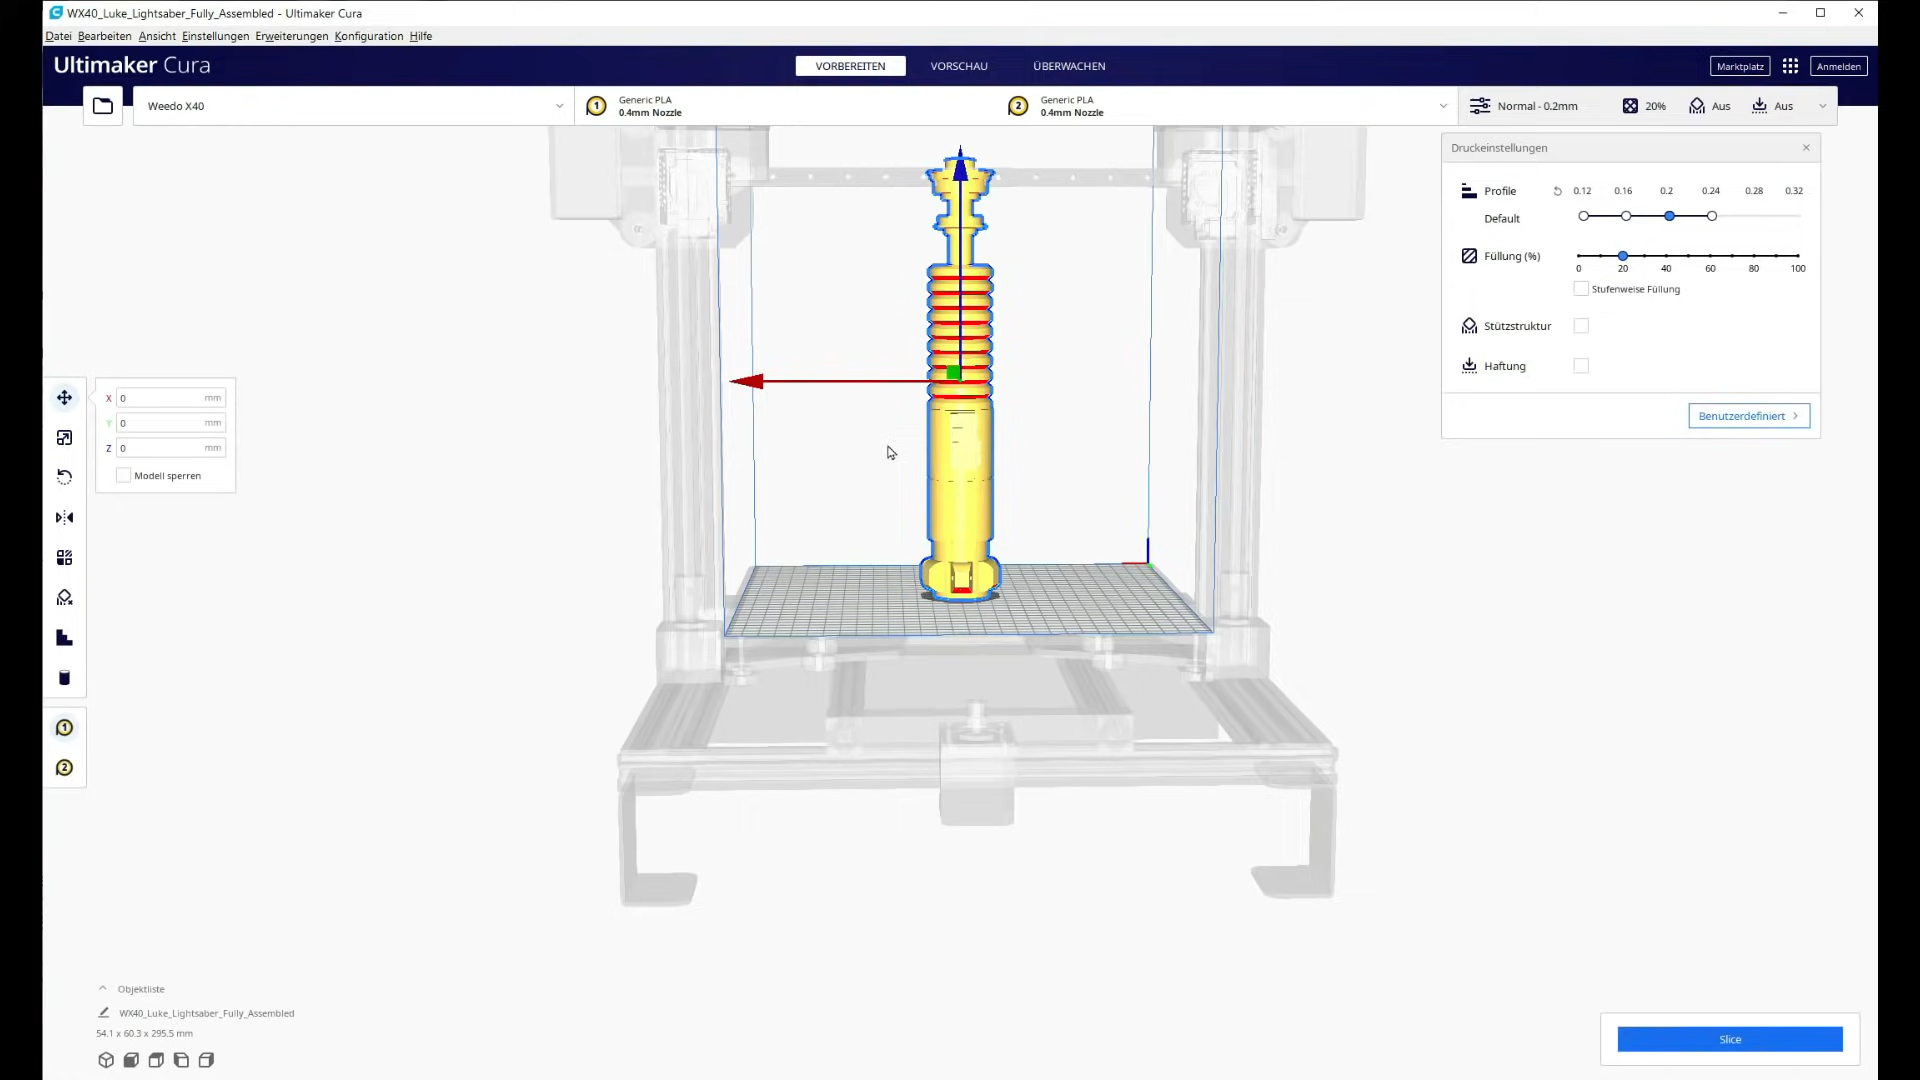 WX40_Luke_Lightsaber_Fully_Assembled - Ultimaker Cura
Datei Bearbeiten Ansicht Einstellungen Erweiterungen Konfiguration Hilfe
Ultimaker Cura
VORBEREITEN
VORSCHAU
ÜBERWACHEN
Marktplatz
Anmelden
Weedo X40
1
Generic PLA
0.4mm Nozzle
2
Generic PLA
0.4mm Nozzle
Normal - 0.2mm
20%
Aus
Aus
Druckeinstellungen
Profile
0.12 0.16 0.2 0.24 0.28 0.32
Default
Füllung (%)
0 20 40 60 80 100
Stufenweise Füllung
Stützstruktur
Haftung
Benutzerdefiniert
X 0 mm
Y 0 mm
Z 0 mm
Modell sperren
1
2
Objektliste
WX40_Luke_Lightsaber_Fully_Assembled
54.1 x 60.3 x 295.5 mm
Slice